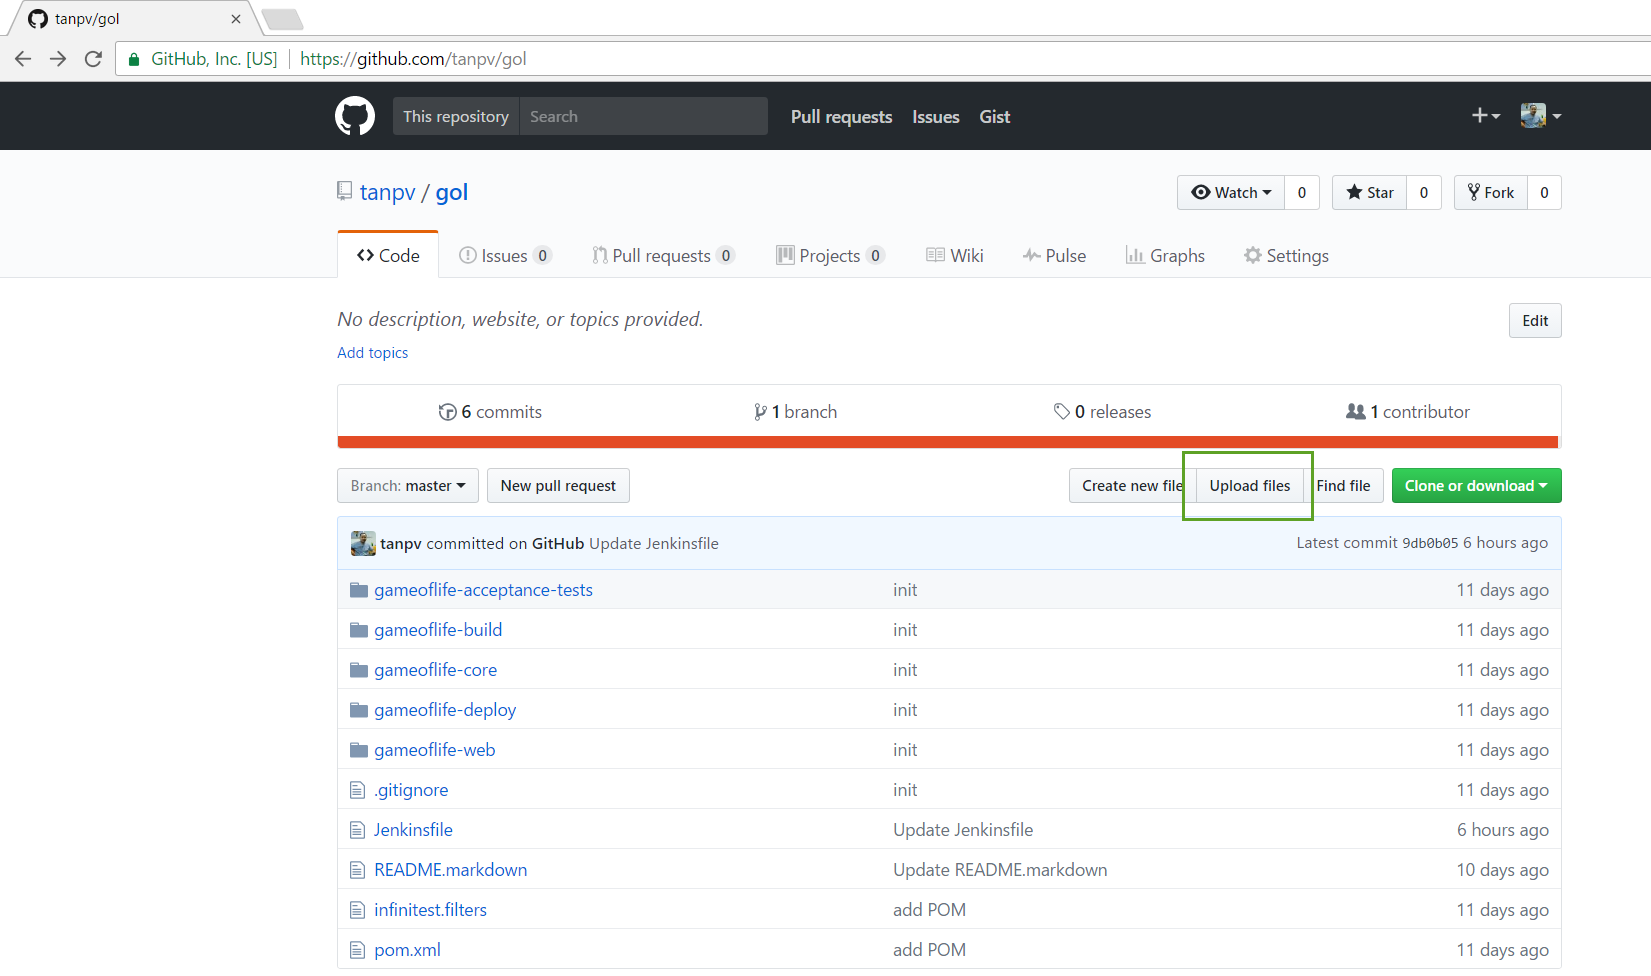 tanpv/gol
GitHub, Inc. [US] https://github.com/tanpv/gol
This repository Search Pull requests Issues Gist
tanpv / gol Watch 0 Star 0 Fork 0
Code Issues 0 Pull requests 0 Projects 0 Wiki Pulse Graphs Settings
No description, website, or topics provided. Edit
Add topics
6 commits 1 branch 0 releases 1 contributor
Branch: master New pull request Create new file Upload files Find file Clone or download
tanpv committed on GitHub Update Jenkinsfile Latest commit 9db0b05 6 hours ago
gameoflife-acceptance-tests init 11 days ago
gameoflife-build init 11 days ago
gameoflife-core init 11 days ago
gameoflife-deploy init 11 days ago
gameoflife-web init 11 days ago
.gitignore init 11 days ago
Jenkinsfile Update Jenkinsfile 6 hours ago
README.markdown Update README.markdown 10 days ago
infinitest.filters add POM 11 days ago
pom.xml add POM 11 days ago